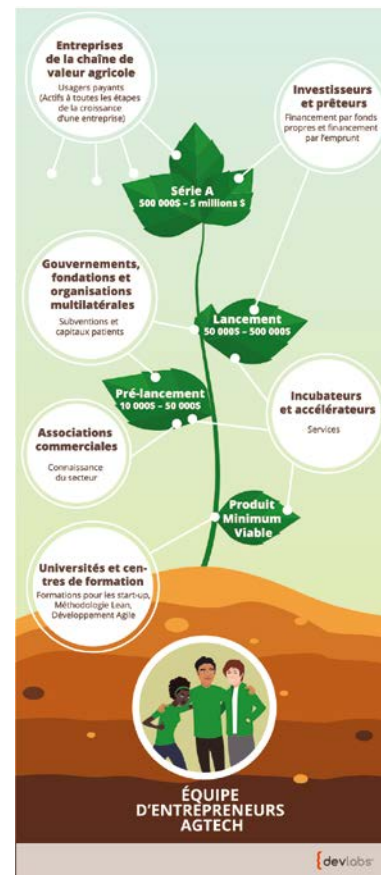 Entreprises
de la chaîne de
valeur agricole
Usagers payants
(Actifs à toutes les étapes
de la croissance
d'une entreprise)
Investisseurs
et prêteurs
Financement par fonds
propres et financement
par l'emprunt
Série A
500 000$ – 5 millions $
Gouvernements,
fondations et
organisations
multilatérales
Subventions et
capitaux patients
Lancement
50 000$ – 500 000$
Pré-lancement
10 000$ – 50 000$
Incubateurs
et accélérateurs
Services
Associations
commerciales
Connaissance
du secteur
Produit
Minimum
Viable
Universités et cen-
tres de formation
Formations pour les start-up,
Méthodologie Lean,
Développement Agile
ÉQUIPE
D'ENTREPRENEURS
AGTECH
{devlabs